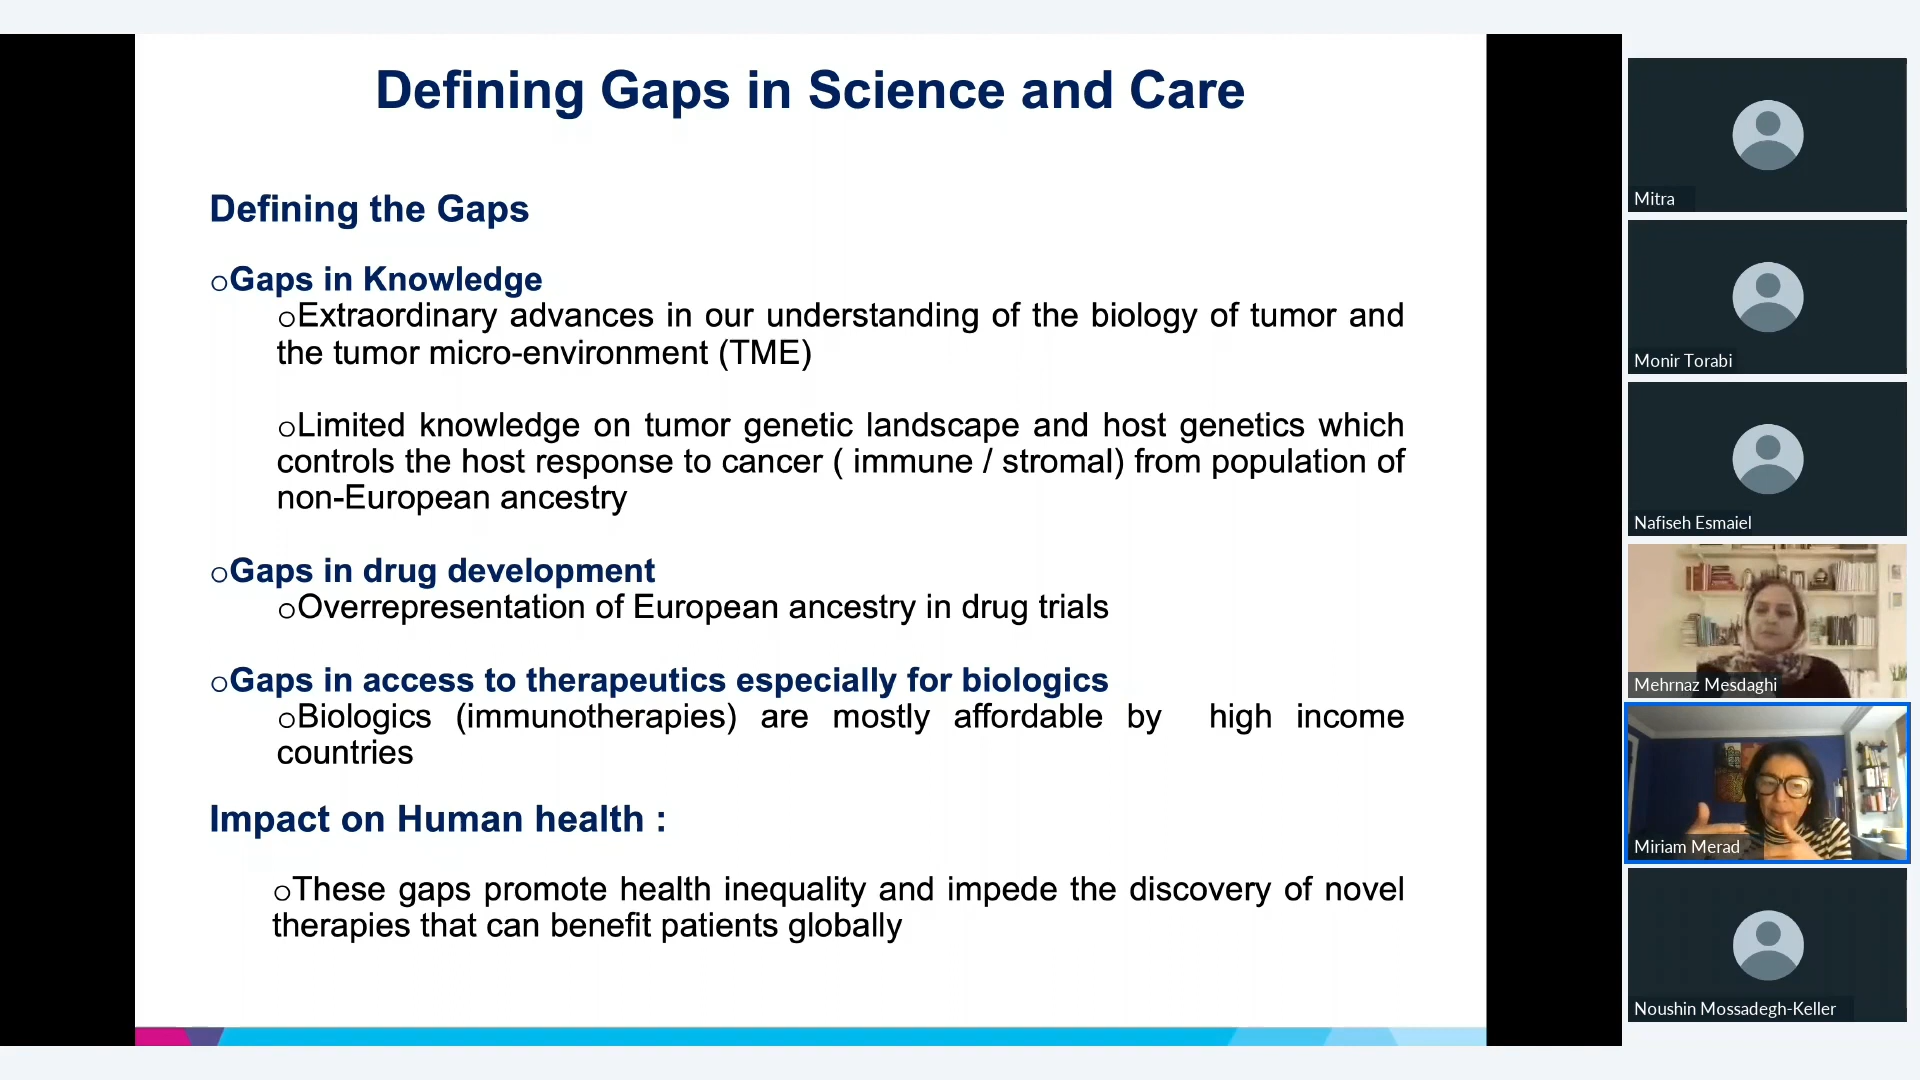 Defining Gaps in Science and Care
Defining the Gaps
oGaps in Knowledge
oExtraordinary advances in our understanding of the biology of tumor and
the tumor micro-environment (TME)
oLimited knowledge on tumor genetic landscape and host genetics which
controls the host response to cancer ( immune / stromal) from population of
non-European ancestry
oGaps in drug development
oOverrepresentation of European ancestry in drug trials
oGaps in access to therapeutics especially for biologics
oBiologics (immunotherapies) are mostly affordable by high income
countries
Impact on Human health :
oThese gaps promote health inequality and impede the discovery of novel
therapies that can benefit patients globally
Mitra
Monir Torabi
Nafiseh Esmaiel
Mehrnaz Mesdaghi
Miriam Merad
Noushin Mossadegh-Keller